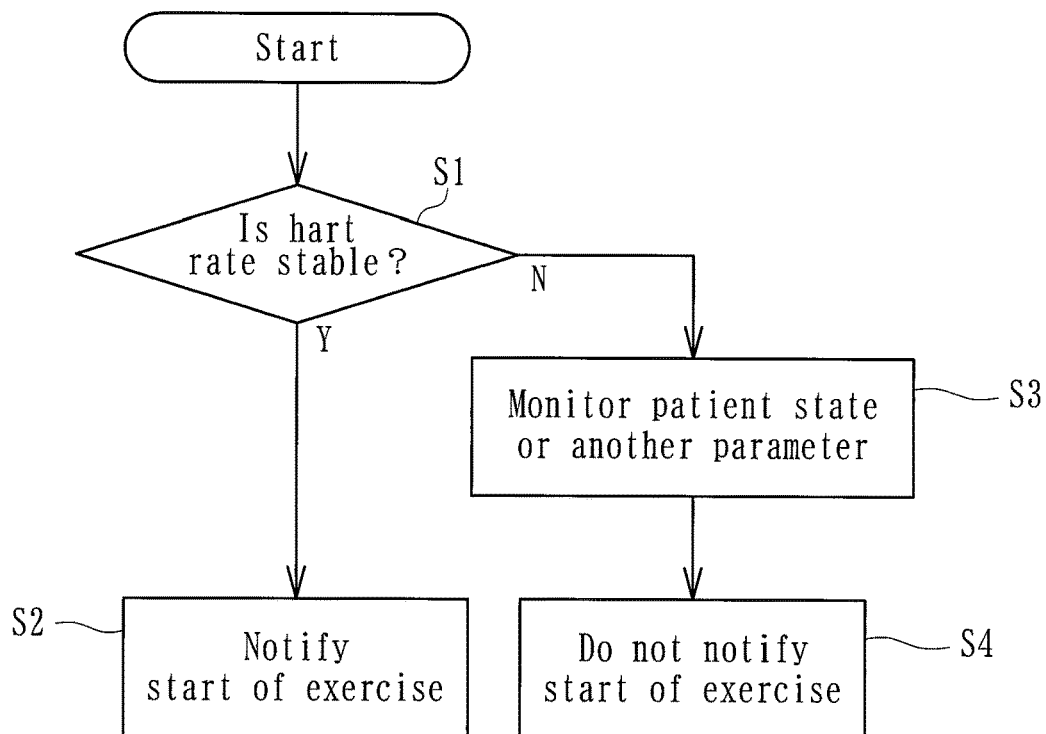 Start
S1
Is hart
rate stable?
N
Y
Monitor patient state
or another parameter
S3
S2
Notify
start of exercise
Do not notify
start of exercise
S4